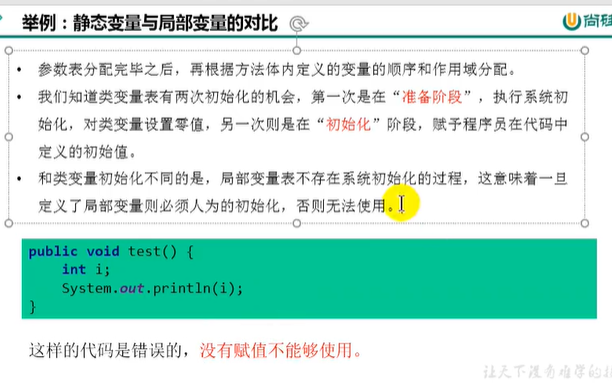 举例：静态变量与局部变量的对比
尚硅
• 参数表分配完毕之后，再根据方法体内定义的变量的顺序和作用域分配。
• 我们知道类变量表有两次初始化的机会，第一次是在“准备阶段”，执行系统初
始化，对类变量设置零值，另一次则是在“初始化”阶段，赋予程序员在代码中
定义的初始值。
• 和类变量初始化不同的是，局部变量表不存在系统初始化的过程，这意味着一旦
定义了局部变量则必须人为的初始化，否则无法使用。
public void test() {
int i;
System.out.println(i);
}
这样的代码是错误的，没有赋值不能够使用。
让天下没有难学的技